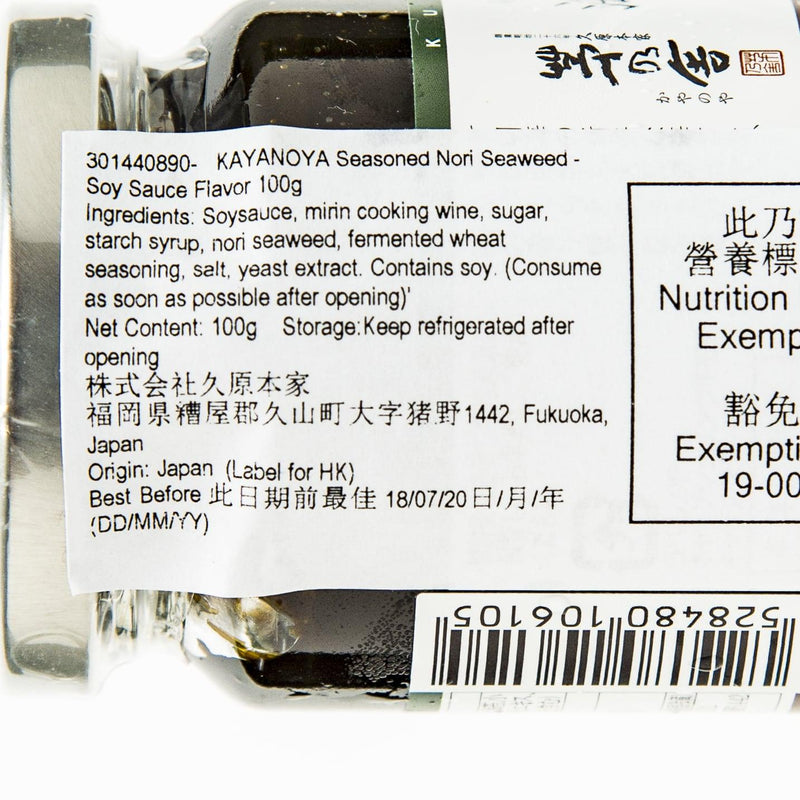 KU
茅乃舎
かやのや
301440890- KAYANOYA Seasoned Nori Seaweed -
Soy Sauce Flavor 100g
Ingredients: Soysauce, mirin cooking wine, sugar,
starch syrup, nori seaweed, fermented wheat
seasoning, salt, yeast extract. Contains soy. (Consume
as soon as possible after opening)'
Net Content: 100g Storage:Keep refrigerated after
opening
株式会社久原本家
福岡県糟屋郡久山町大字猪野1442, Fukuoka,
Japan
Origin: Japan (Label for HK)
Best Before 此日期前最佳 18/07/20日/月/年
(DD/MM/YY)
此乃
營養標
Nutrition
Exemp
豁免
Exempti
19-00
528480106105